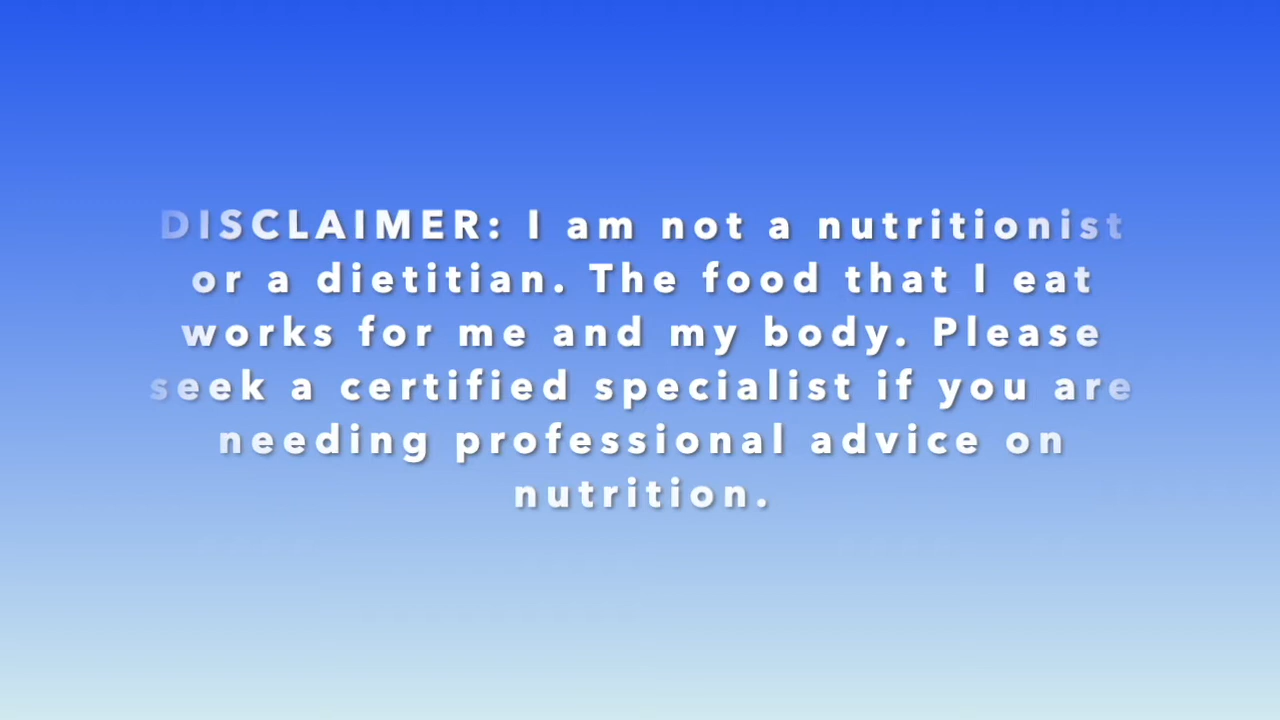 DISCLAIMER: I am not a nutritionist
or a dietitian. The food that I eat
works for me and my body. Please
seek a certified specialist if you are
needing professional advice on
nutrition.